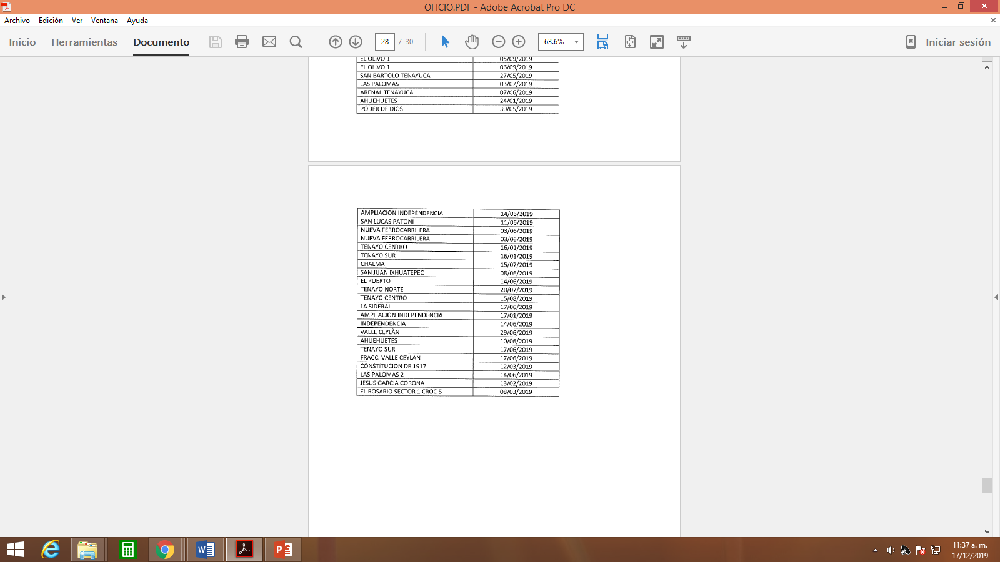 OFICIO.PDF - Adobe Acrobat Pro DC
Archivo Edición Ver Ventana Ayuda
Inicio Herramientas Documento 28 / 30 63.6% Iniciar sesión
EL OLIVO 1 05/09/2019
EL OLIVO 1 06/09/2019
SAN BARTOLO TENAYUCA 27/05/2019
LAS PALOMAS 03/07/2019
ARENAL TENAYUCA 07/06/2019
AHUEHUETES 24/01/2019
PODER DE DIOS 30/05/2019
AMPLIACION INDEPENDENCIA 14/06/2019
SAN LUCAS PATONI 11/06/2019
NUEVA FERROCARRILERA 03/06/2019
NUEVA FERROCARRILERA 03/06/2019
TENAYO CENTRO 16/01/2019
TENAYO SUR 16/01/2019
CHALMA 15/07/2019
SAN JUAN IXHUATEPEC 08/06/2019
EL PUERTO 14/06/2019
TENAYO NORTE 20/07/2019
TENAYO CENTRO 15/08/2019
LA SIDERAL 17/06/2019
AMPLIACIÒN INDEPENDENCIA 17/01/2019
INDEPENDENCIA 14/06/2019
VALLE CEYLÀN 29/06/2019
AHUEHUETES 10/06/2019
TENAYO SUR 17/06/2019
FRACC. VALLE CEYLAN 17/06/2019
CONSTITUCION DE 1917 12/03/2019
LAS PALOMAS 2 14/06/2019
JESUS GARCIA CORONA 13/02/2019
EL ROSARIO SECTOR 1 CROC 5 08/03/2019
11:37 a. m.
17/12/2019